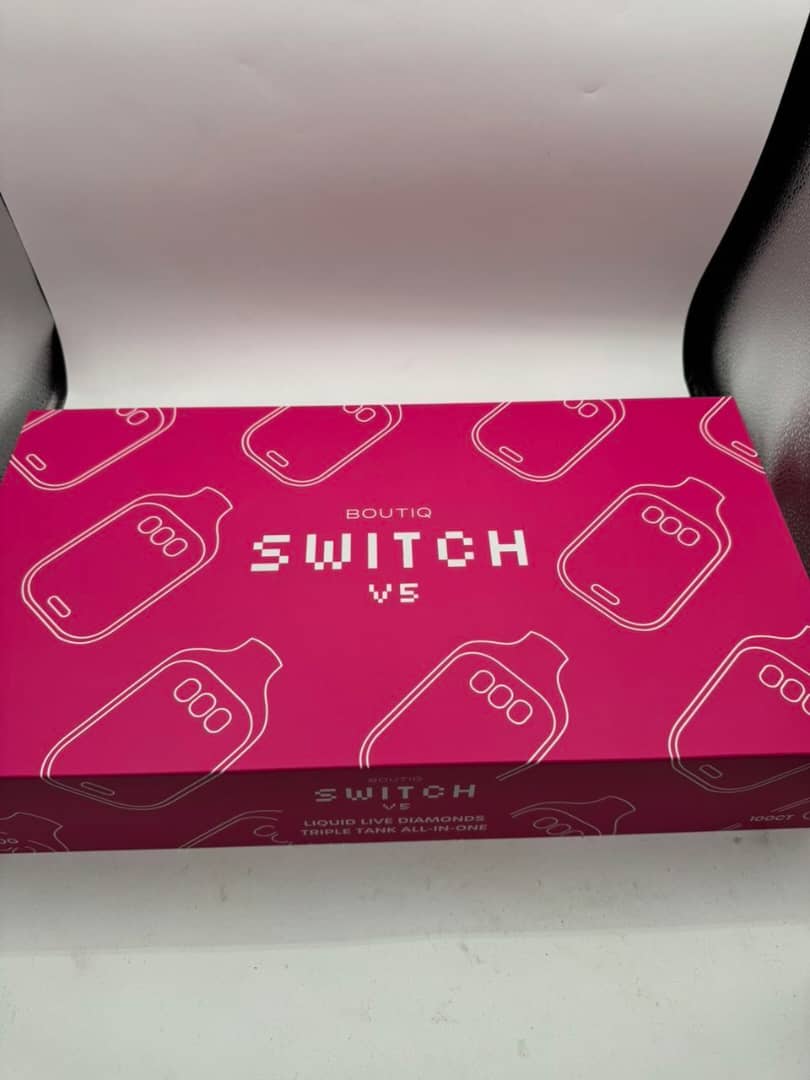 BOUTIQ
SWITCH
V5
BOUTIQ
SWITCH
V5
LIQUID LIVE DIAMONDS
TRIPLE TANK ALL-IN-ONE
100CT